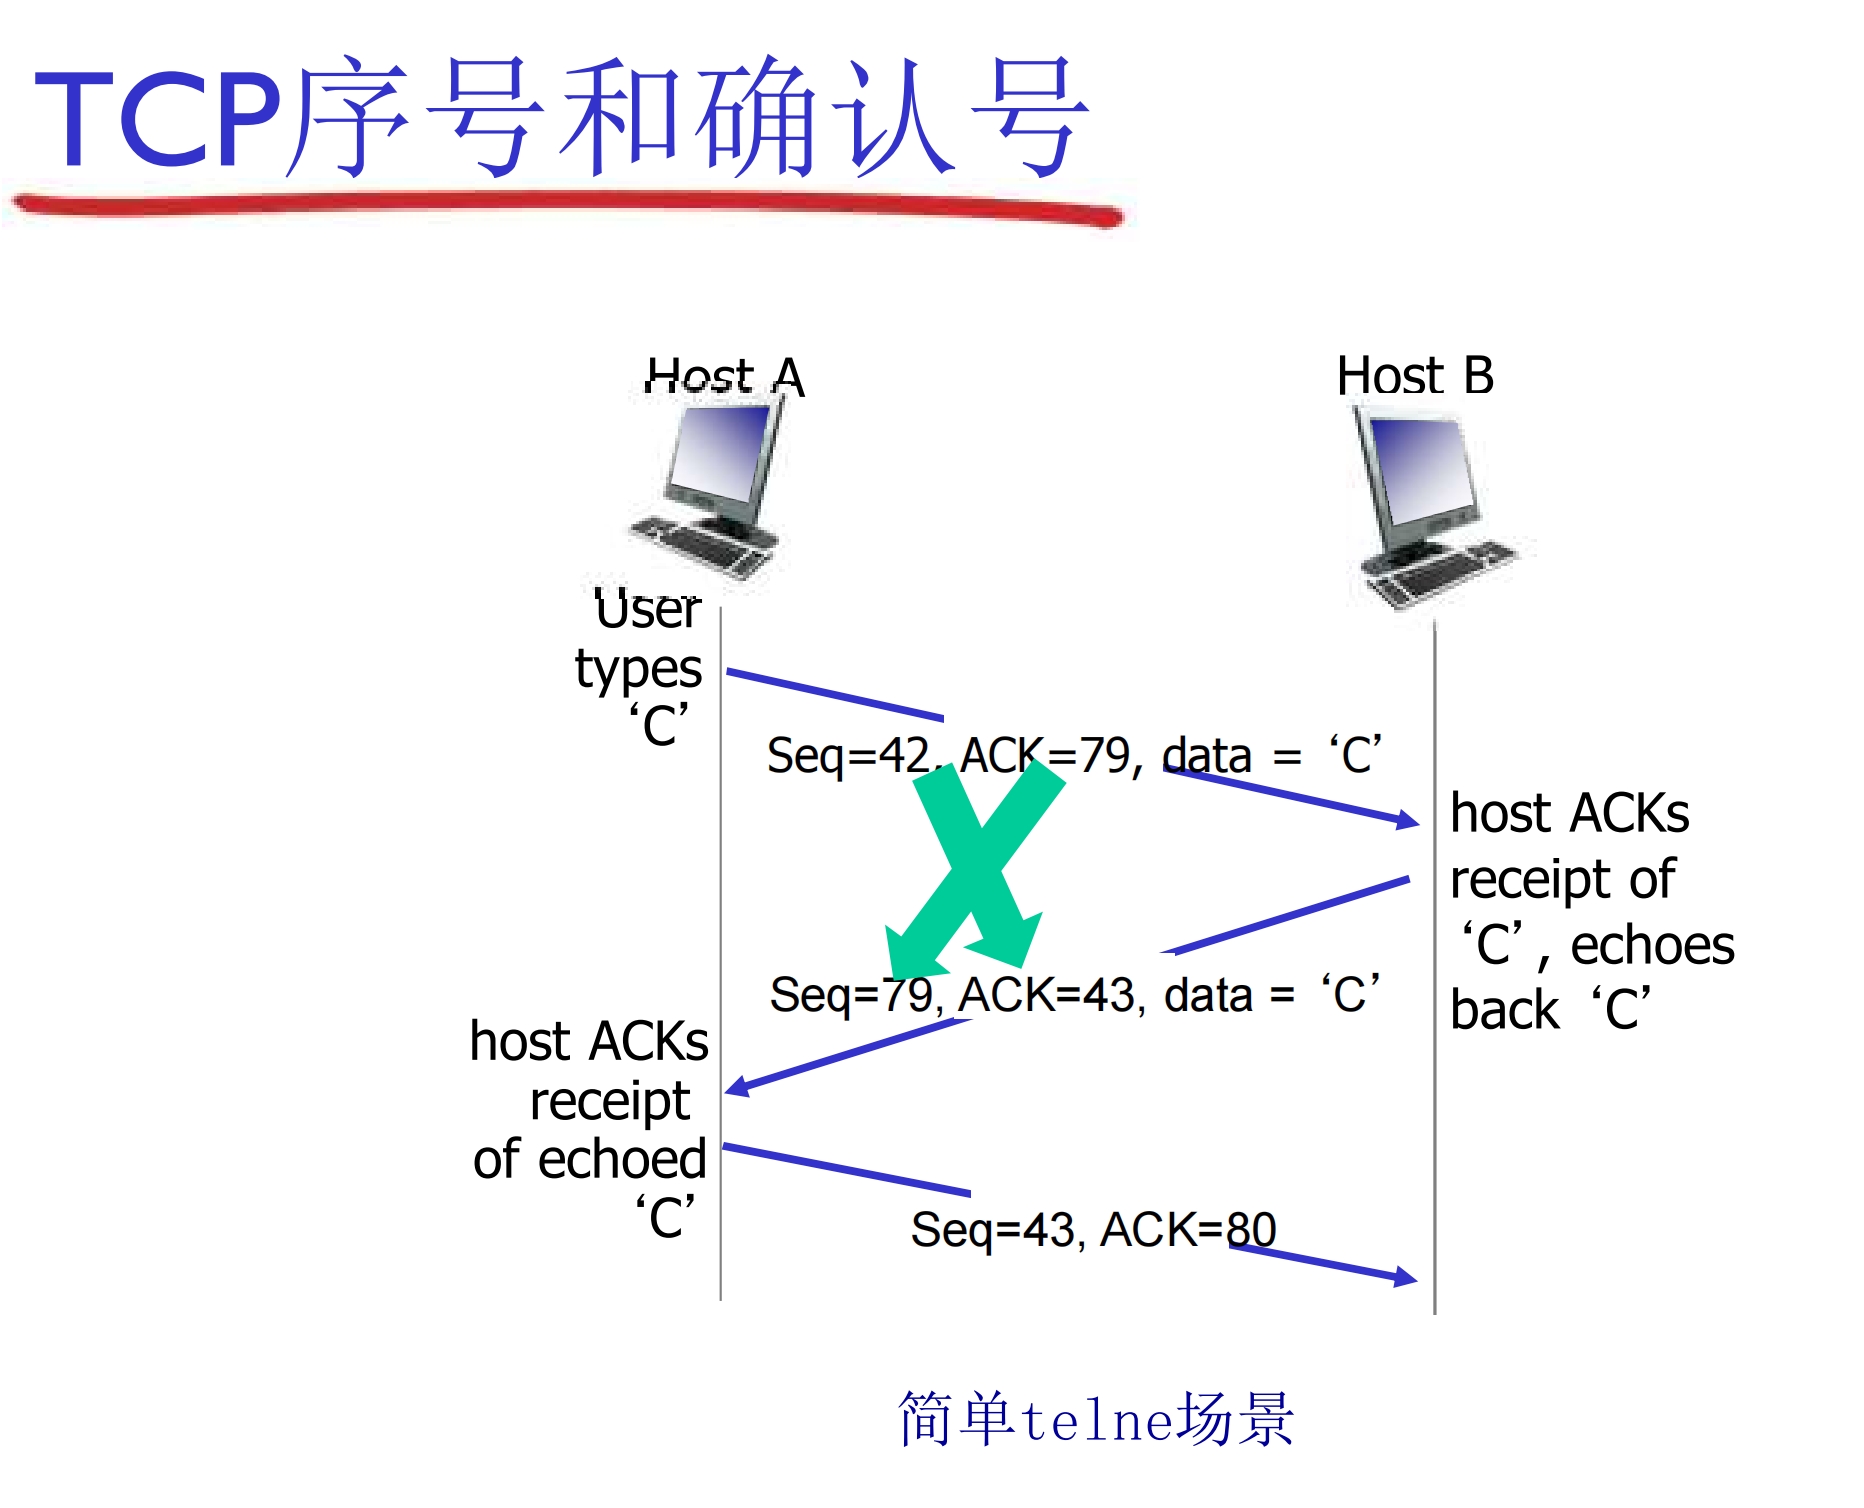 TCP序号和确认号
Host A
Host B
User
types
‘C’
Seq=42, ACK=79, data = ‘C’
host ACKs
receipt of
‘C’, echoes
back ‘C’
Seq=79, ACK=43, data = ‘C’
host ACKs
receipt
of echoed
‘C’
Seq=43, ACK=80
简单telne场景